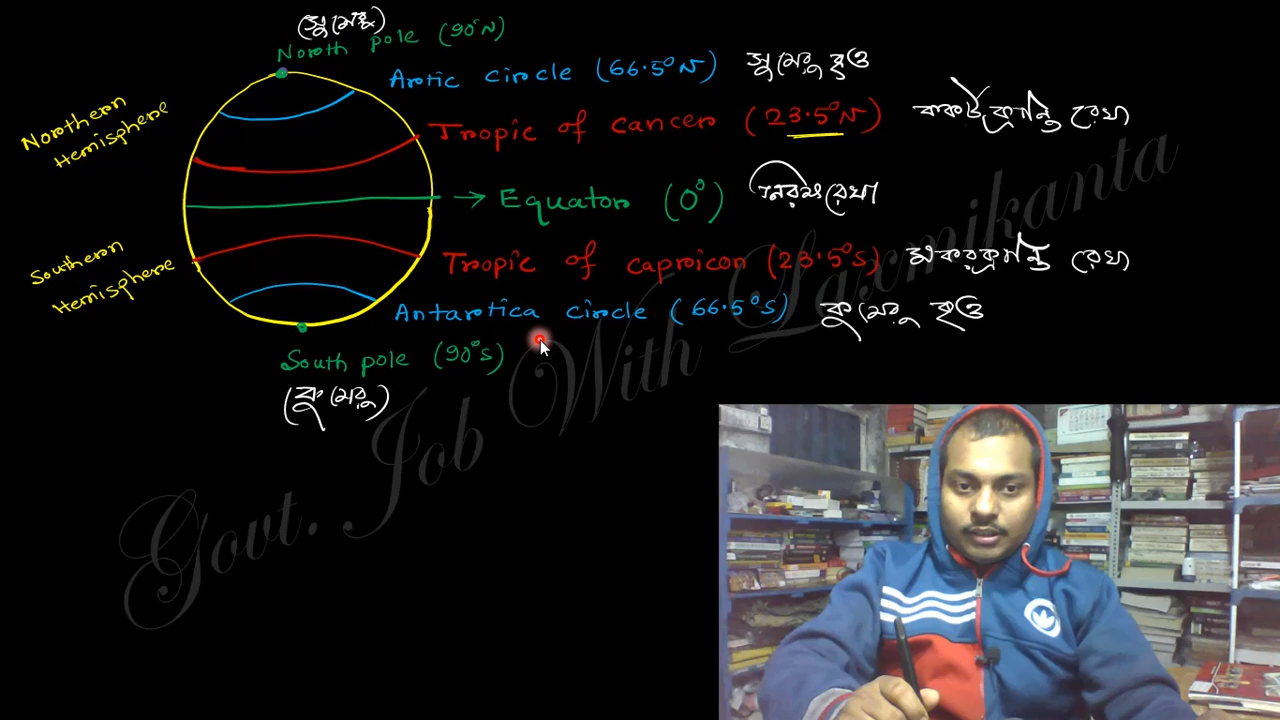 (সুমেরু)
North pole (90°N)
Arctic circle (66.5°N) সুমেরু বৃত্ত
Northern Hemisphere
Tropic of cancer (23.5°N) কর্কটক্রান্তি রেখা
Equator (0°) নিরক্ষরেখা
Southern Hemisphere
Tropic of capricon (23.5°S) মকরক্রান্তি রেখা
Antarctica circle (66.5°S) কুমেরু বৃত্ত
South pole (90°S)
(কুমেরু)
Govt. Job With Laxmikanta